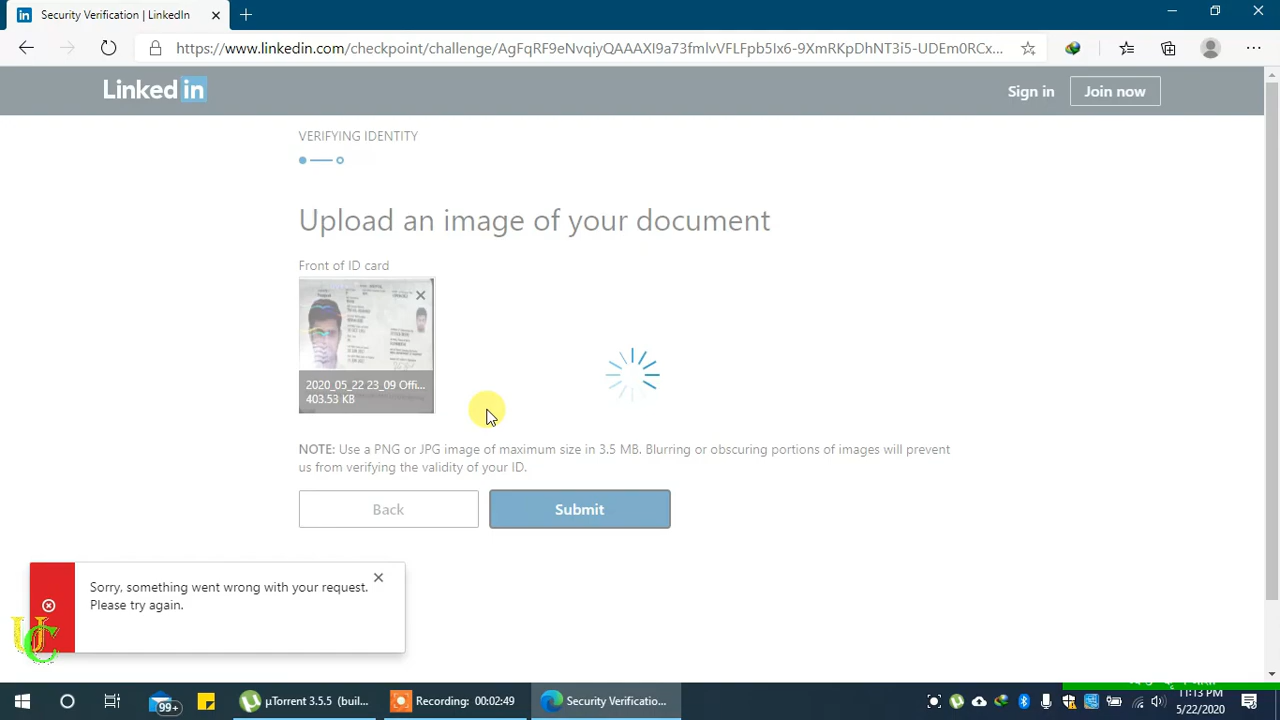 Security Verification | LinkedIn
https://www.linkedin.com/checkpoint/challenge/AgFqRF9eNvqiyQAAAXI9a73fmlvVFLFpb5lx6-9XmRKpDhNT3i5-UDEm0RCx...
Linked in
Sign in
Join now
VERIFYING IDENTITY
Upload an image of your document
Front of ID card
2020_05_22 23_09 Offi...
403.53 KB
NOTE: Use a PNG or JPG image of maximum size in 3.5 MB. Blurring or obscuring portions of images will prevent
us from verifying the validity of your ID.
Back
Submit
Sorry, something went wrong with your request.
Please try again.
UC
99+
µTorrent 3.5.5 (buil...
Recording: 00:02:49
Security Verificatio...
11:13 PM
5/22/2020